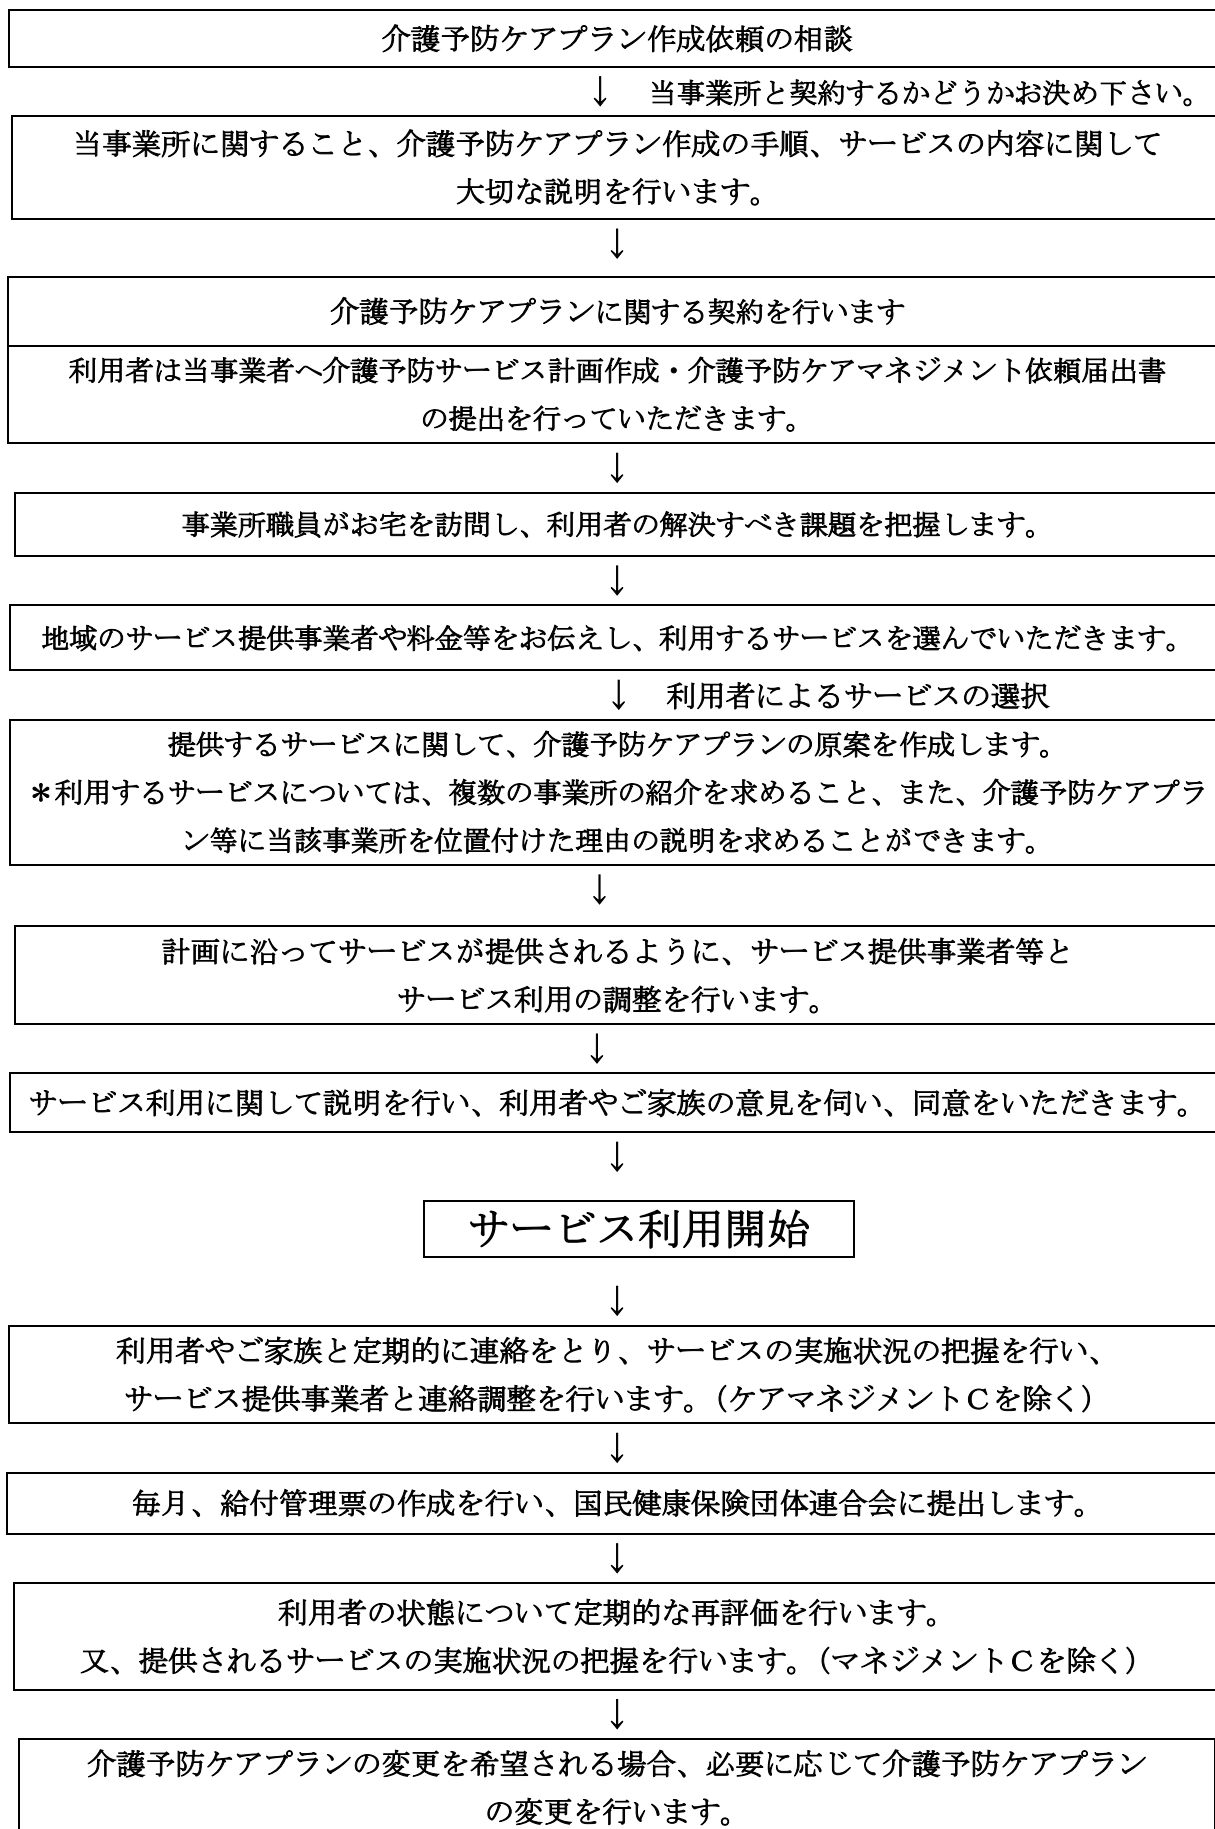 介護予防ケアプラン作成依頼の相談
↓　当事業所と契約するかどうかお決め下さい。
当事業所に関すること、介護予防ケアプラン作成の手順、サービスの内容に関して
大切な説明を行います。
↓
介護予防ケアプランに関する契約を行います
利用者は当事業者へ介護予防サービス計画作成・介護予防ケアマネジメント依頼届出書
の提出を行っていただきます。
↓
事業所職員がお宅を訪問し、利用者の解決すべき課題を把握します。
↓
地域のサービス提供事業者や料金等をお伝えし、利用するサービスを選んでいただきます。
↓　利用者によるサービスの選択
提供するサービスに関して、介護予防ケアプランの原案を作成します。
＊利用するサービスについては、複数の事業所の紹介を求めること、また、介護予防ケアプラ
ン等に当該事業所を位置付けた理由の説明を求めることができます。
↓
計画に沿ってサービスが提供されるように、サービス提供事業者等と
サービス利用の調整を行います。
↓
サービス利用に関して説明を行い、利用者やご家族の意見を伺い、同意をいただきます。
↓
サービス利用開始
↓
利用者やご家族と定期的に連絡をとり、サービスの実施状況の把握を行い、
サービス提供事業者と連絡調整を行います。（ケアマネジメントＣを除く）
↓
毎月、給付管理票の作成を行い、国民健康保険団体連合会に提出します。
↓
利用者の状態について定期的な再評価を行います。
又、提供されるサービスの実施状況の把握を行います。（マネジメントＣを除く）
↓
介護予防ケアプランの変更を希望される場合、必要に応じて介護予防ケアプラン
の変更を行います。